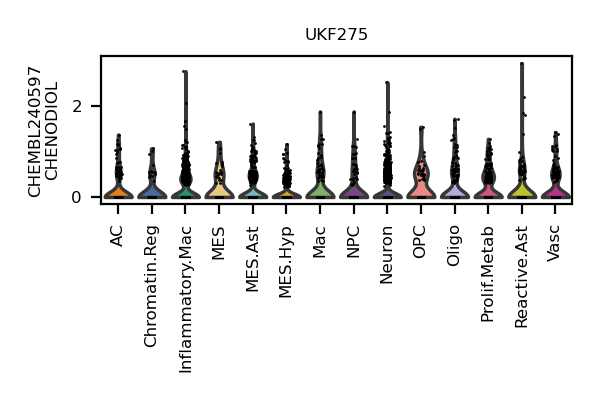 UKF275
CHEMBL240597
CHENODIOL
2
0
AC
Chromatin.Reg
Inflammatory.Mac
MES
MES.Ast
MES.Hyp
Mac
NPC
Neuron
OPC
Oligo
Prolif.Metab
Reactive.Ast
Vasc